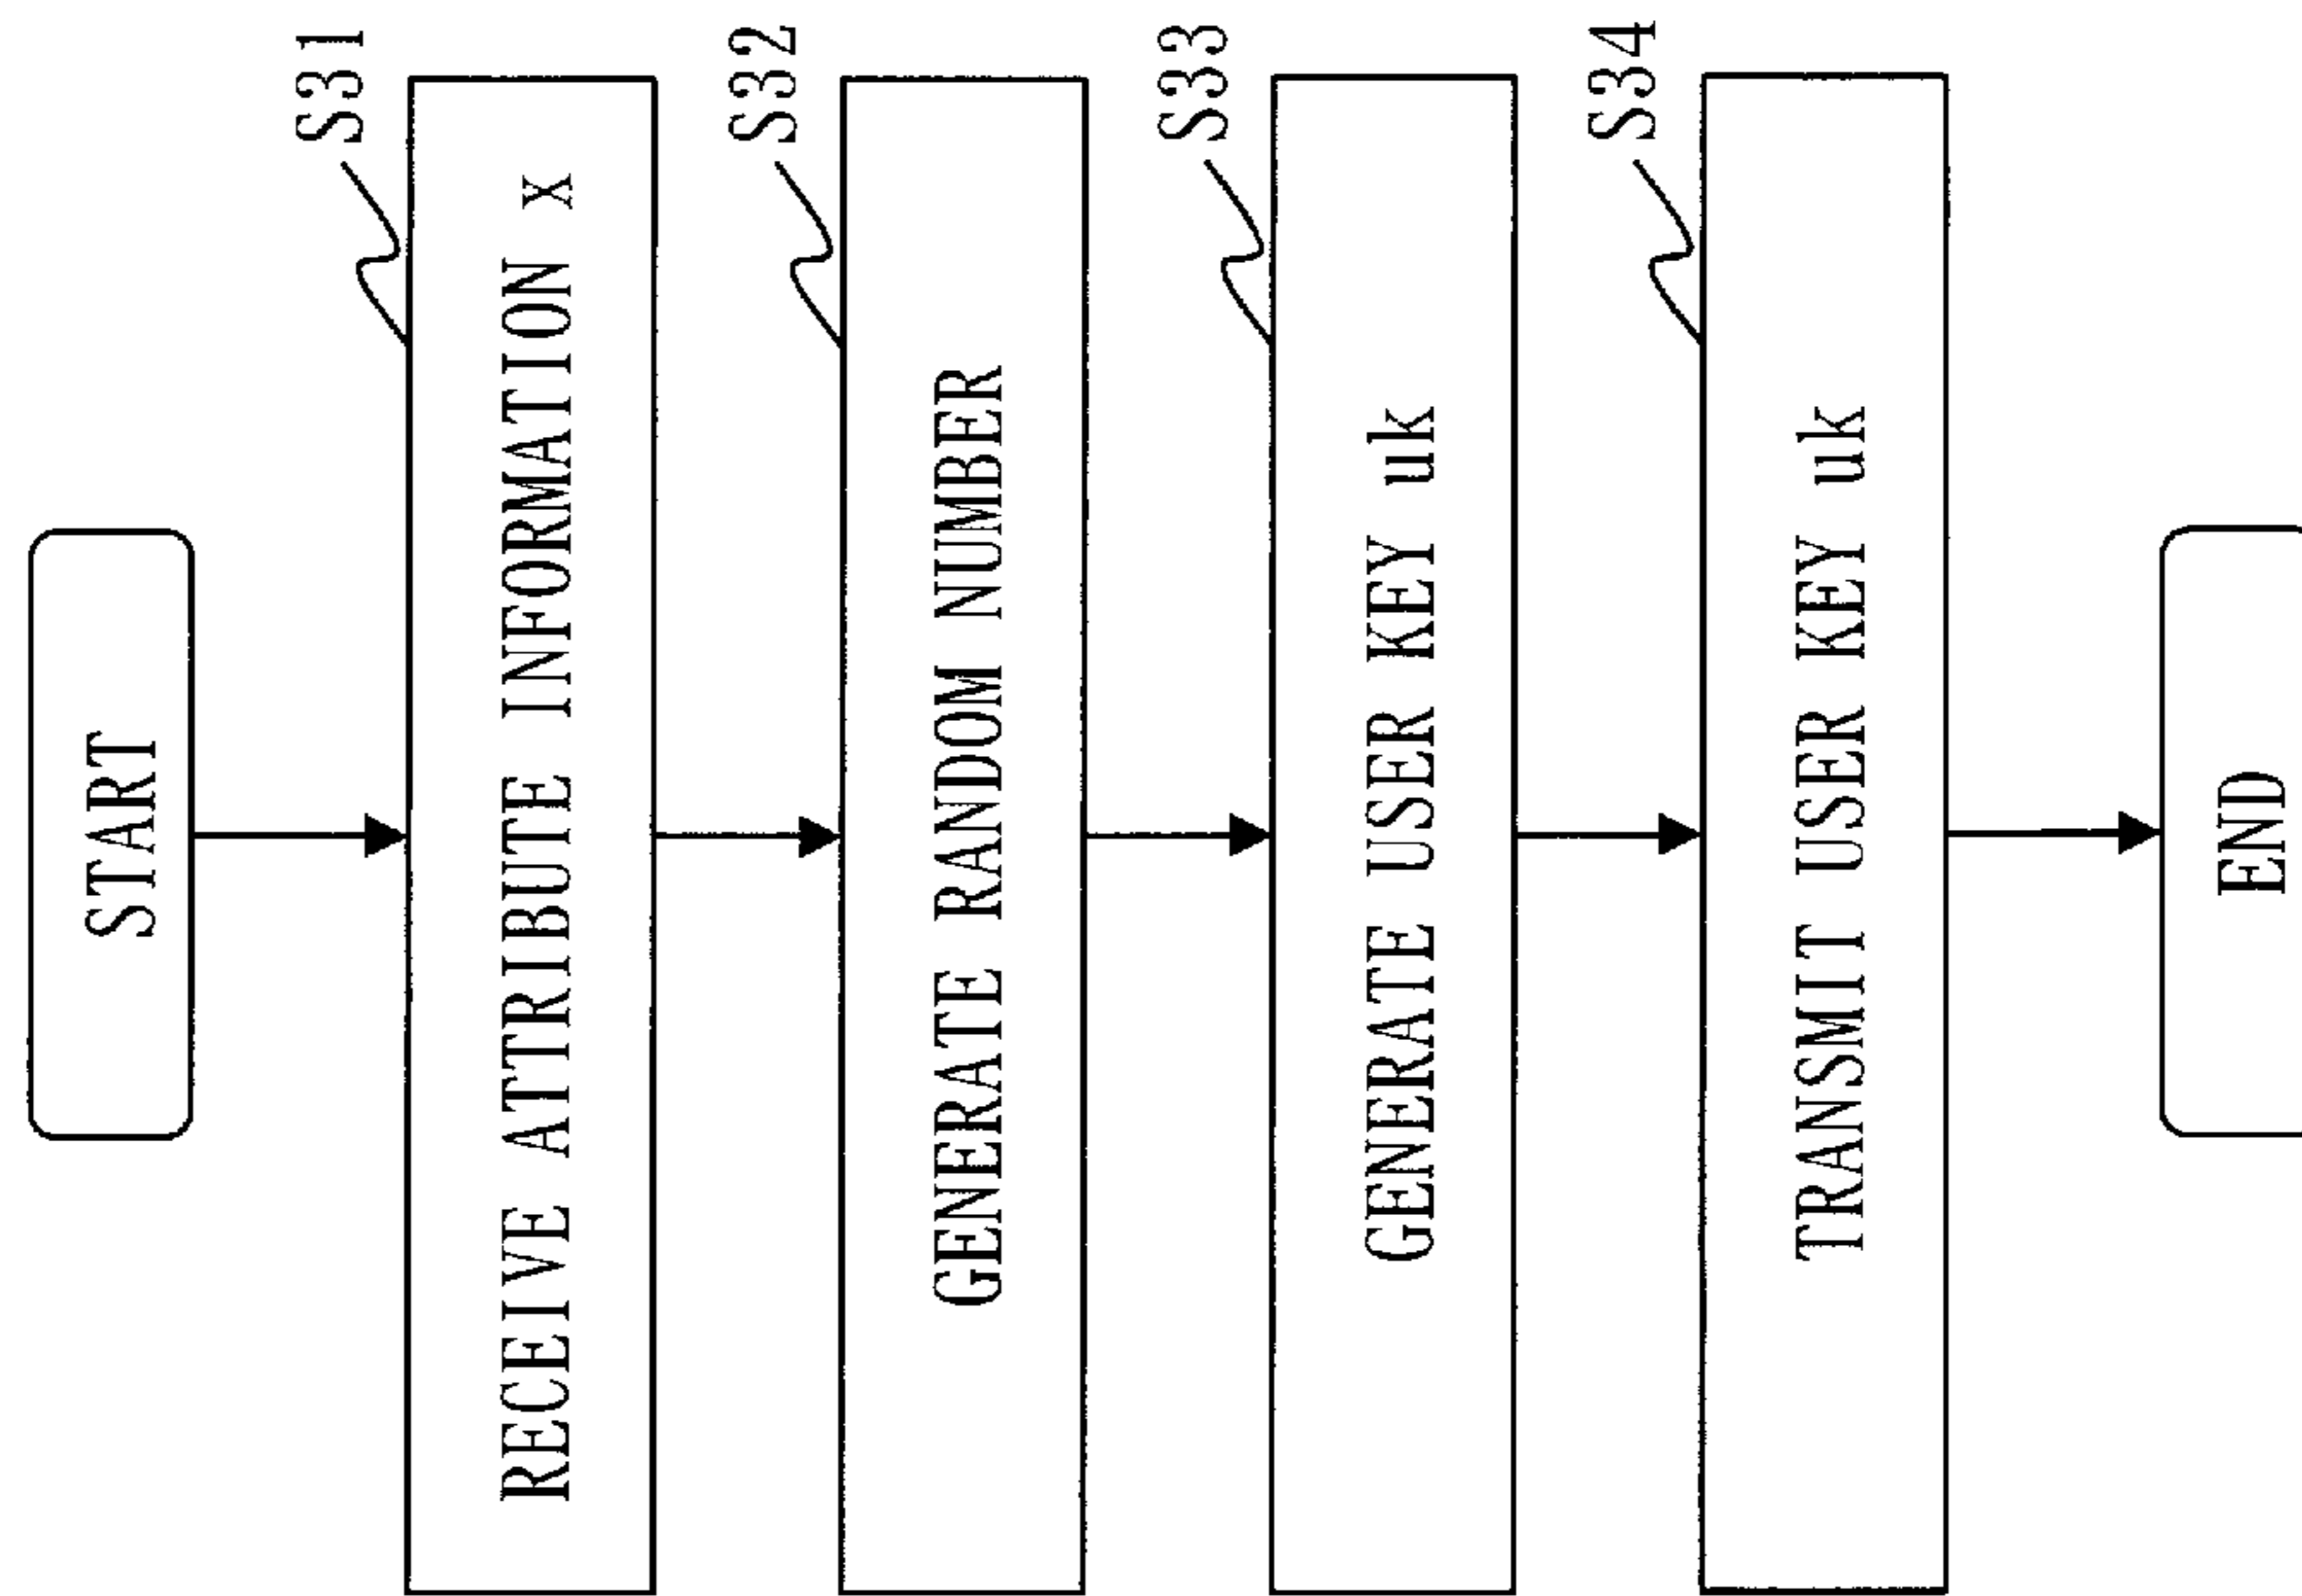 START
S31
RECEIVE ATTRIBUTE INFORMATION x
S32
GENERATE RANDOM NUMBER
S33
GENERATE USER KEY uk
S34
TRANSMIT USER KEY uk
END